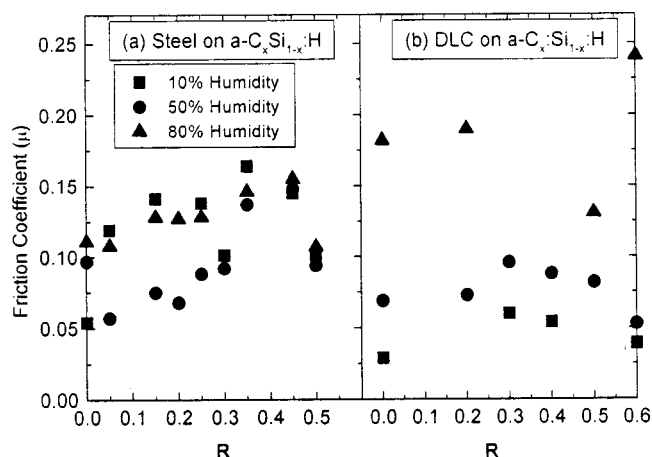 (a) Steel on a-CxSi1-x:H
(b) DLC on a-Cx:Si1-x:H
10% Humidity
50% Humidity
80% Humidity
Friction Coefficient (μ)
0.25
0.20
0.15
0.10
0.05
0.00
0.0 0.1 0.2 0.3 0.4 0.5
0.0 0.1 0.2 0.3 0.4 0.5 0.6
R
R